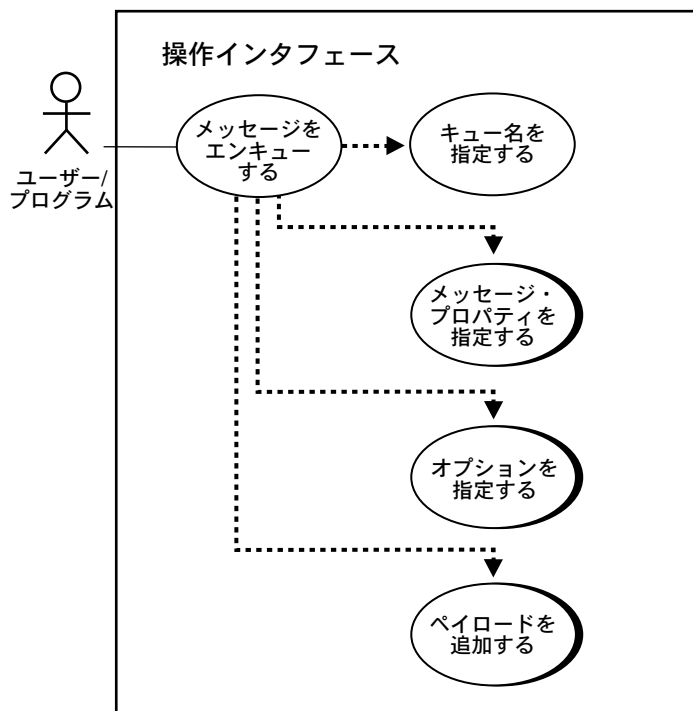 操作インタフェース
ユーザー/
プログラム
メッセージを
エンキュー
する
キュー名を
指定する
メッセージ・
プロパティを
指定する
オプションを
指定する
ペイロードを
追加する